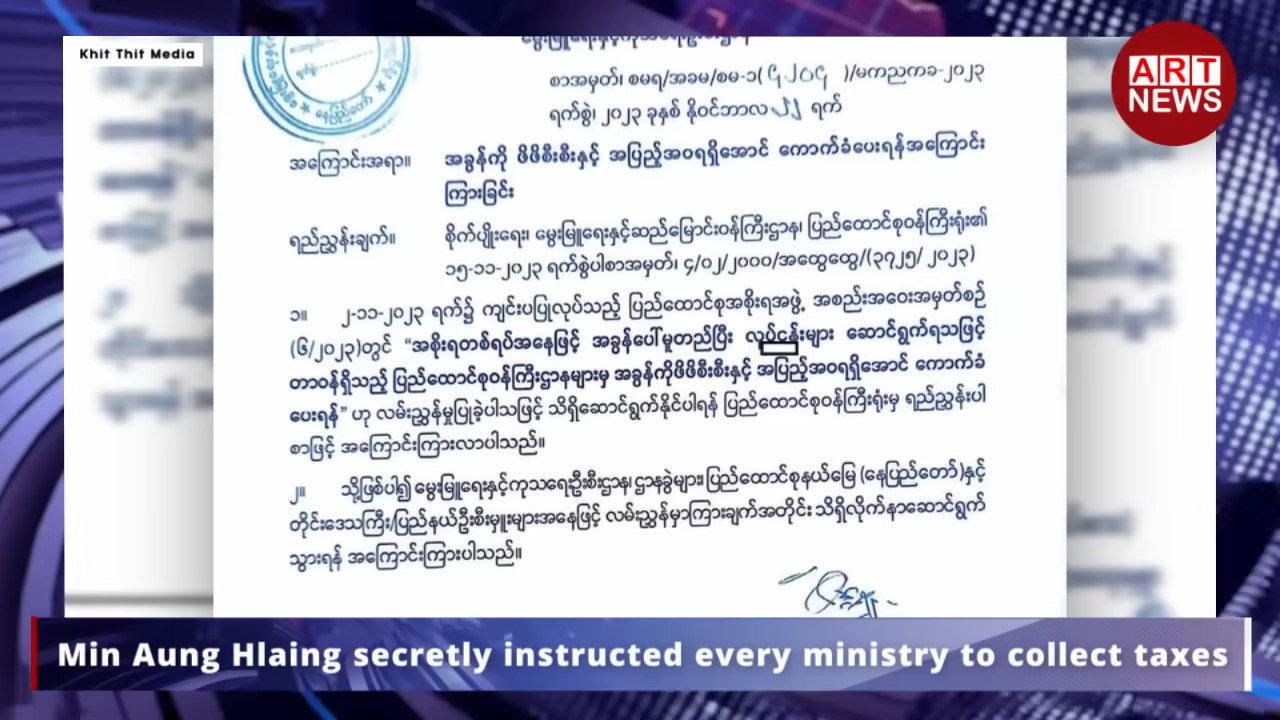 Khit Thit Media
ART
NEWS
နေပြည်တော်
မွေးမြူရေးနှင့်ကုသရေးဦးစီးဌာန
စာအမှတ်၊ စမရ/အခမ/စမ-၁( ၄၂၀၄ )/မကညကခ-၂၀၂၃
ရက်စွဲ၊ ၂၀၂၃ ခုနှစ် နိုဝင်ဘာလ ၂၂ ရက်
အကြောင်းအရာ။ အခွန်ကို ဖိဖိစီးစီးနှင့် အပြည့်အဝရရှိအောင် ကောက်ခံပေးရန်အကြောင်း
ကြားခြင်း
ရည်ညွှန်းချက်။ စိုက်ပျိုးရေး၊ မွေးမြူရေးနှင့်ဆည်မြောင်းဝန်ကြီးဌာန၊ ပြည်ထောင်စုဝန်ကြီးရုံး၏
၁၅-၁၁-၂၀၂၃ ရက်စွဲပါစာအမှတ်၊ ၄/၀၂/၂၀၀၀/အထွေထွေ/(၃၇၂၅/ ၂၀၂၃)
၁။ ၂-၁၁-၂၀၂၃ ရက်၌ ကျင်းပပြုလုပ်သည့် ပြည်ထောင်စုအစိုးရအဖွဲ့ အစည်းအဝေးအမှတ်စဉ်
(၆/၂၀၂၃)တွင် “အစိုးရတစ်ရပ်အနေဖြင့် အခွန်ပေါ်မူတည်ပြီး လုပ်ငန်းများ ဆောင်ရွက်ရသဖြင့်
တာဝန်ရှိသည့် ပြည်ထောင်စုဝန်ကြီးဌာနများမှ အခွန်ကိုဖိဖိစီးစီးနှင့် အပြည့်အဝရရှိအောင် ကောက်ခံ
ပေးရန်” ဟု လမ်းညွှန်မှုပြုခဲ့ပါသဖြင့် သိရှိဆောင်ရွက်နိုင်ပါရန် ပြည်ထောင်စုဝန်ကြီးရုံးမှ ရည်ညွှန်းပါ
စာဖြင့် အကြောင်းကြားလာပါသည်။
၂။ သို့ဖြစ်ပါ၍ မွေးမြူရေးနှင့်ကုသရေးဦးစီးဌာန၊ ဌာနခွဲများ၊ ပြည်ထောင်စုနယ်မြေ (နေပြည်တော်)နှင့်
တိုင်းဒေသကြီး/ပြည်နယ်ဦးစီးမှူးများအနေဖြင့် လမ်းညွှန်မှာကြားချက်အတိုင်း သိရှိလိုက်နာဆောင်ရွက်
သွားရန် အကြောင်းကြားပါသည်။
Min Aung Hlaing secretly instructed every ministry to collect taxes